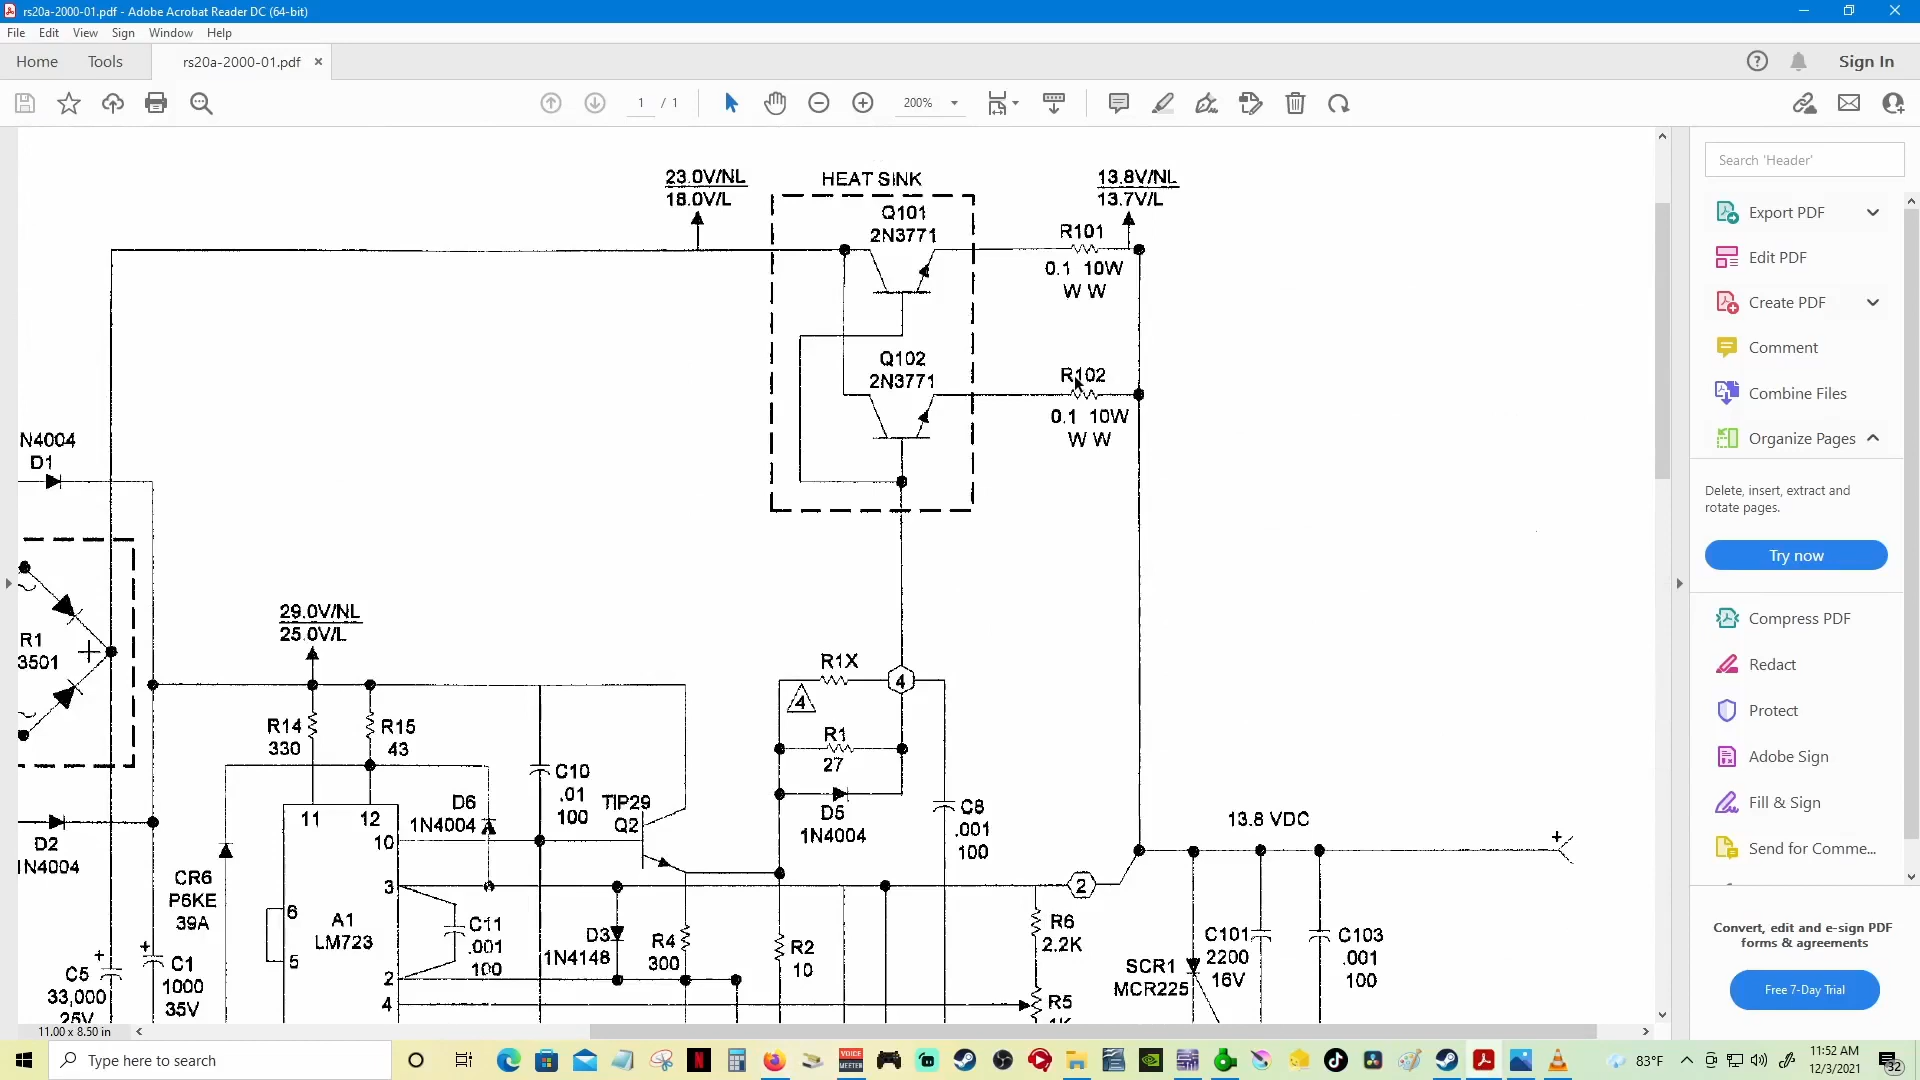 rs20a-2000-01.pdf - Adobe Acrobat Reader DC (64-bit)
File Edit View Sign Window Help
Home Tools rs20a-2000-01.pdf Sign In
1 / 1 200%
Search 'Header'
Export PDF
Edit PDF
Create PDF
Comment
Combine Files
Organize Pages
Delete, insert, extract and
rotate pages.
Try now
Compress PDF
Redact
Protect
Adobe Sign
Fill & Sign
Send for Comme...
Convert, edit and e-sign PDF
forms & agreements
Free 7-Day Trial
23.0V/NL
18.0V/L
HEAT SINK
Q101
2N3771
13.8V/NL
13.7V/L
R101
0.1 10W
W W
Q102
2N3771
R102
0.1 10W
W W
N4004
D1
R1
3501
+
29.0V/NL
25.0V/L
R14
330
R15
43
R1X
4
4
R1
27
D5
1N4004
C8
.001
100
C10
.01
100
TIP29
Q2
D6
1N4004
11 12
10
3
6
5
2
4
A1
LM723
D2
1N4004
CR6
P6KE
39A
C11
.001
100
D3
1N4148
R4
300
R2
10
2
R6
2.2K
R5
1K
13.8 VDC
+
SCR1
MCR225
C101
2200
16V
C103
.001
100
+
C5
33,000
25V
+
C1
1000
35V
11.00 x 8.50 in
Type here to search
VOICE
MEETER
N
83°F
11:52 AM
12/3/2021
32